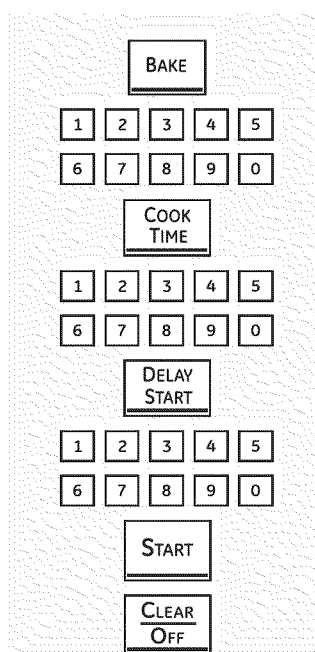 BAKE
1 2 3 4 5
6 7 8 9 0
COOK
TIME
1 2 3 4 5
6 7 8 9 0
DELAY
START
1 2 3 4 5
6 7 8 9 0
START
CLEAR
OFF